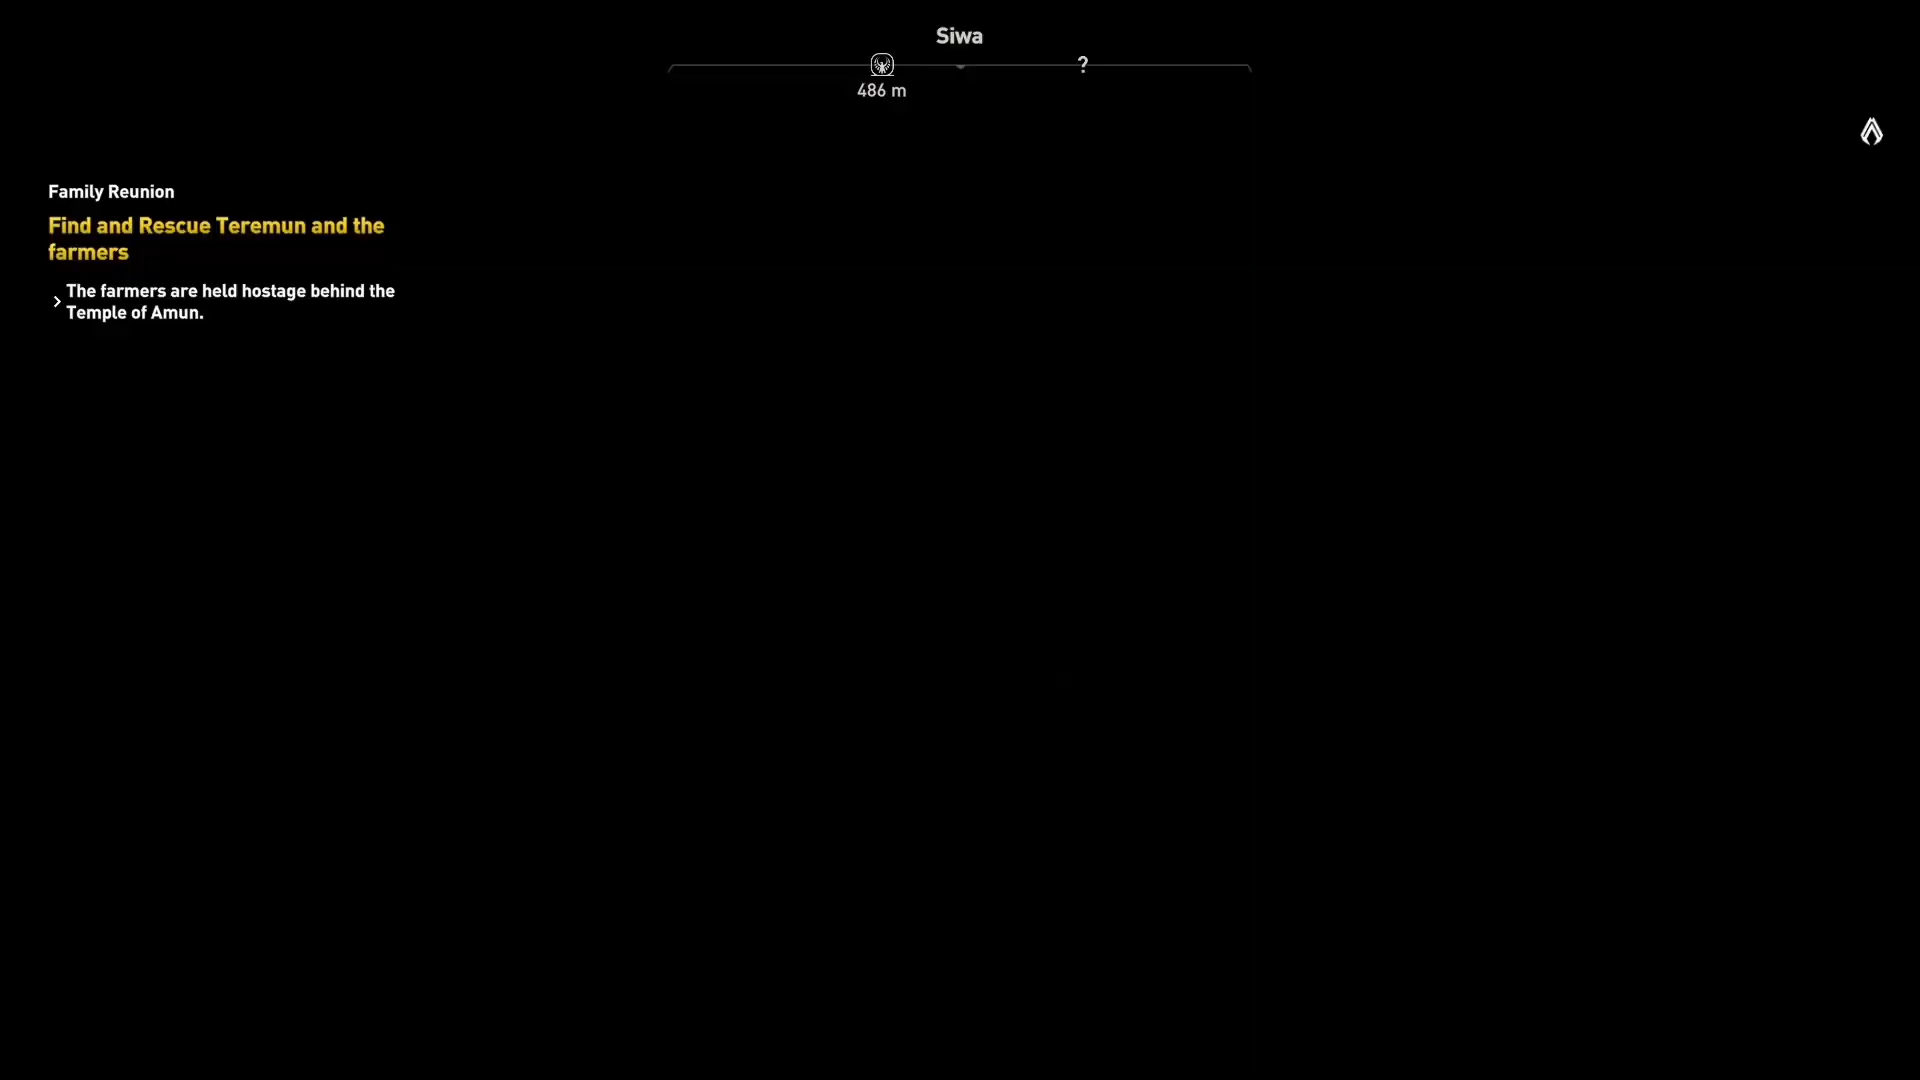 Siwa
?
486 m
Family Reunion
Find and Rescue Teremun and the
farmers
The farmers are held hostage behind the
Temple of Amun.